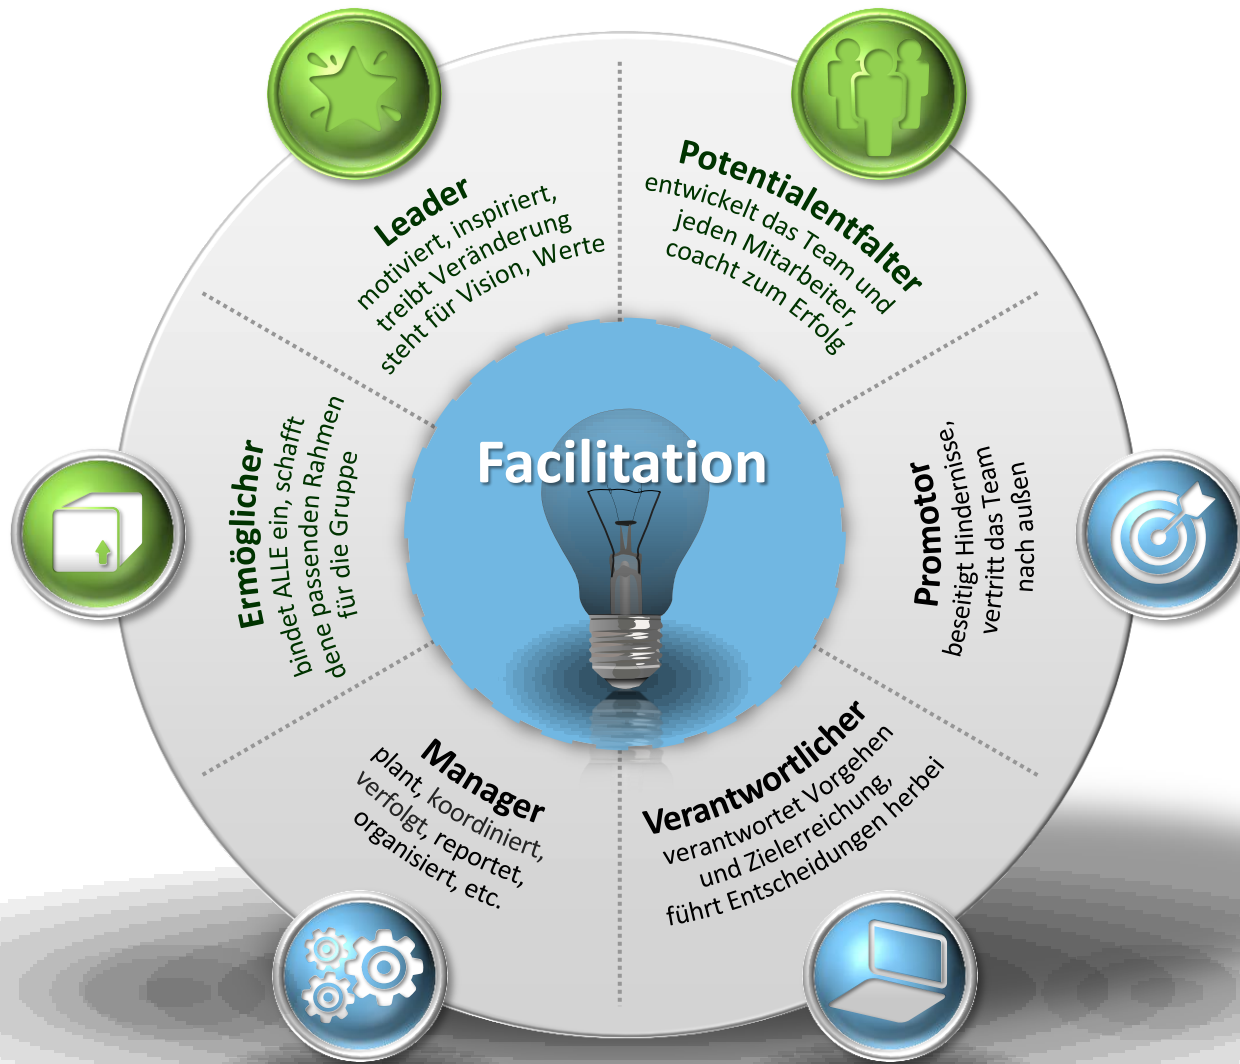 Leader
motiviert, inspiriert,
treibt Veränderung
steht für Vision, Werte
Potentialentfalter
entwickelt das Team und
jeden Mitarbeiter,
coacht zum Erfolg
Facilitation
Ermöglicher
bindet ALLE ein, schafft
dene passenden Rahmen
für die Gruppe
Promotor
beseitigt Hindernisse,
vertritt das Team
nach außen
Manager
plant, koordiniert,
verfolgt, reportet,
organisiert, etc.
Verantwortlicher
verantwortet Vorgehen
und Zielerreichung,
führt Entscheidungen herbei